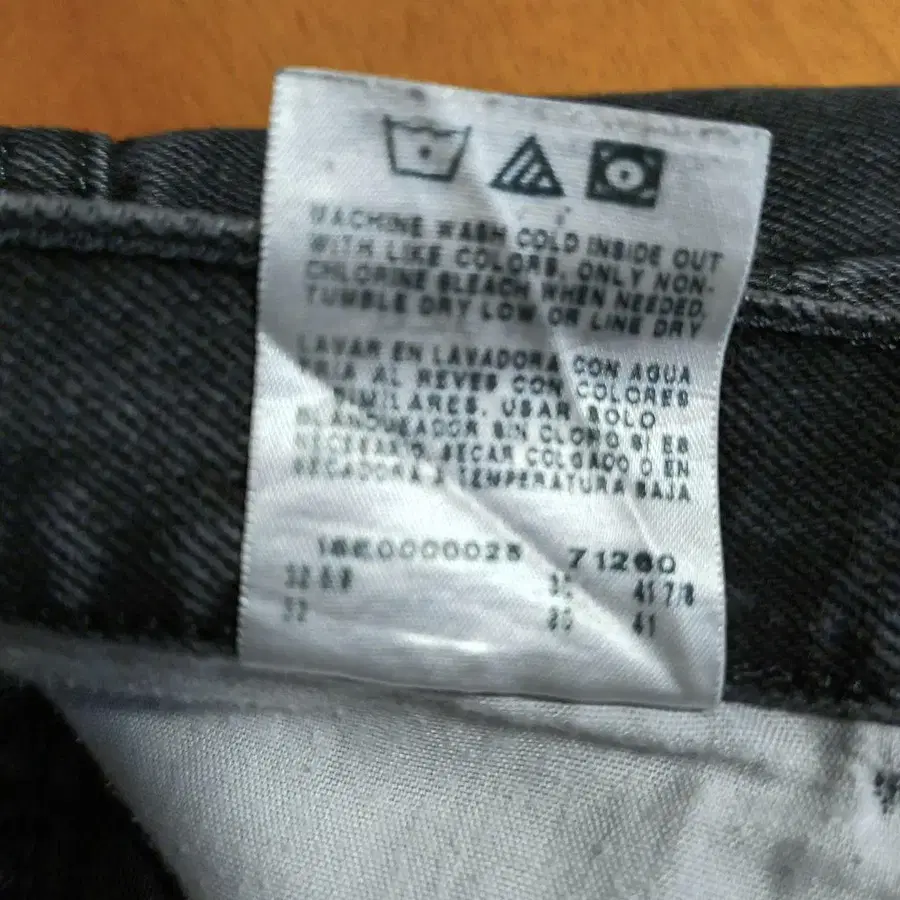 MACHINE WASH COLD INSIDE OUT
WITH LIKE COLORS, ONLY NON-
CHLORINE BLEACH WHEN NEEDED,
TUMBLE DRY LOW OR LINE DRY
LAVAR EN LAVADORA CON AGUA
FRIA AL REVES CON COLORES
SIMILARES. USAR SOLO
BLANQUEADOR SIN CLORO SI ES
NECESARIO. SECAR COLGADO O EN
SECADORA A TEMPERATURA BAJA
71260
41 7/8
32 41